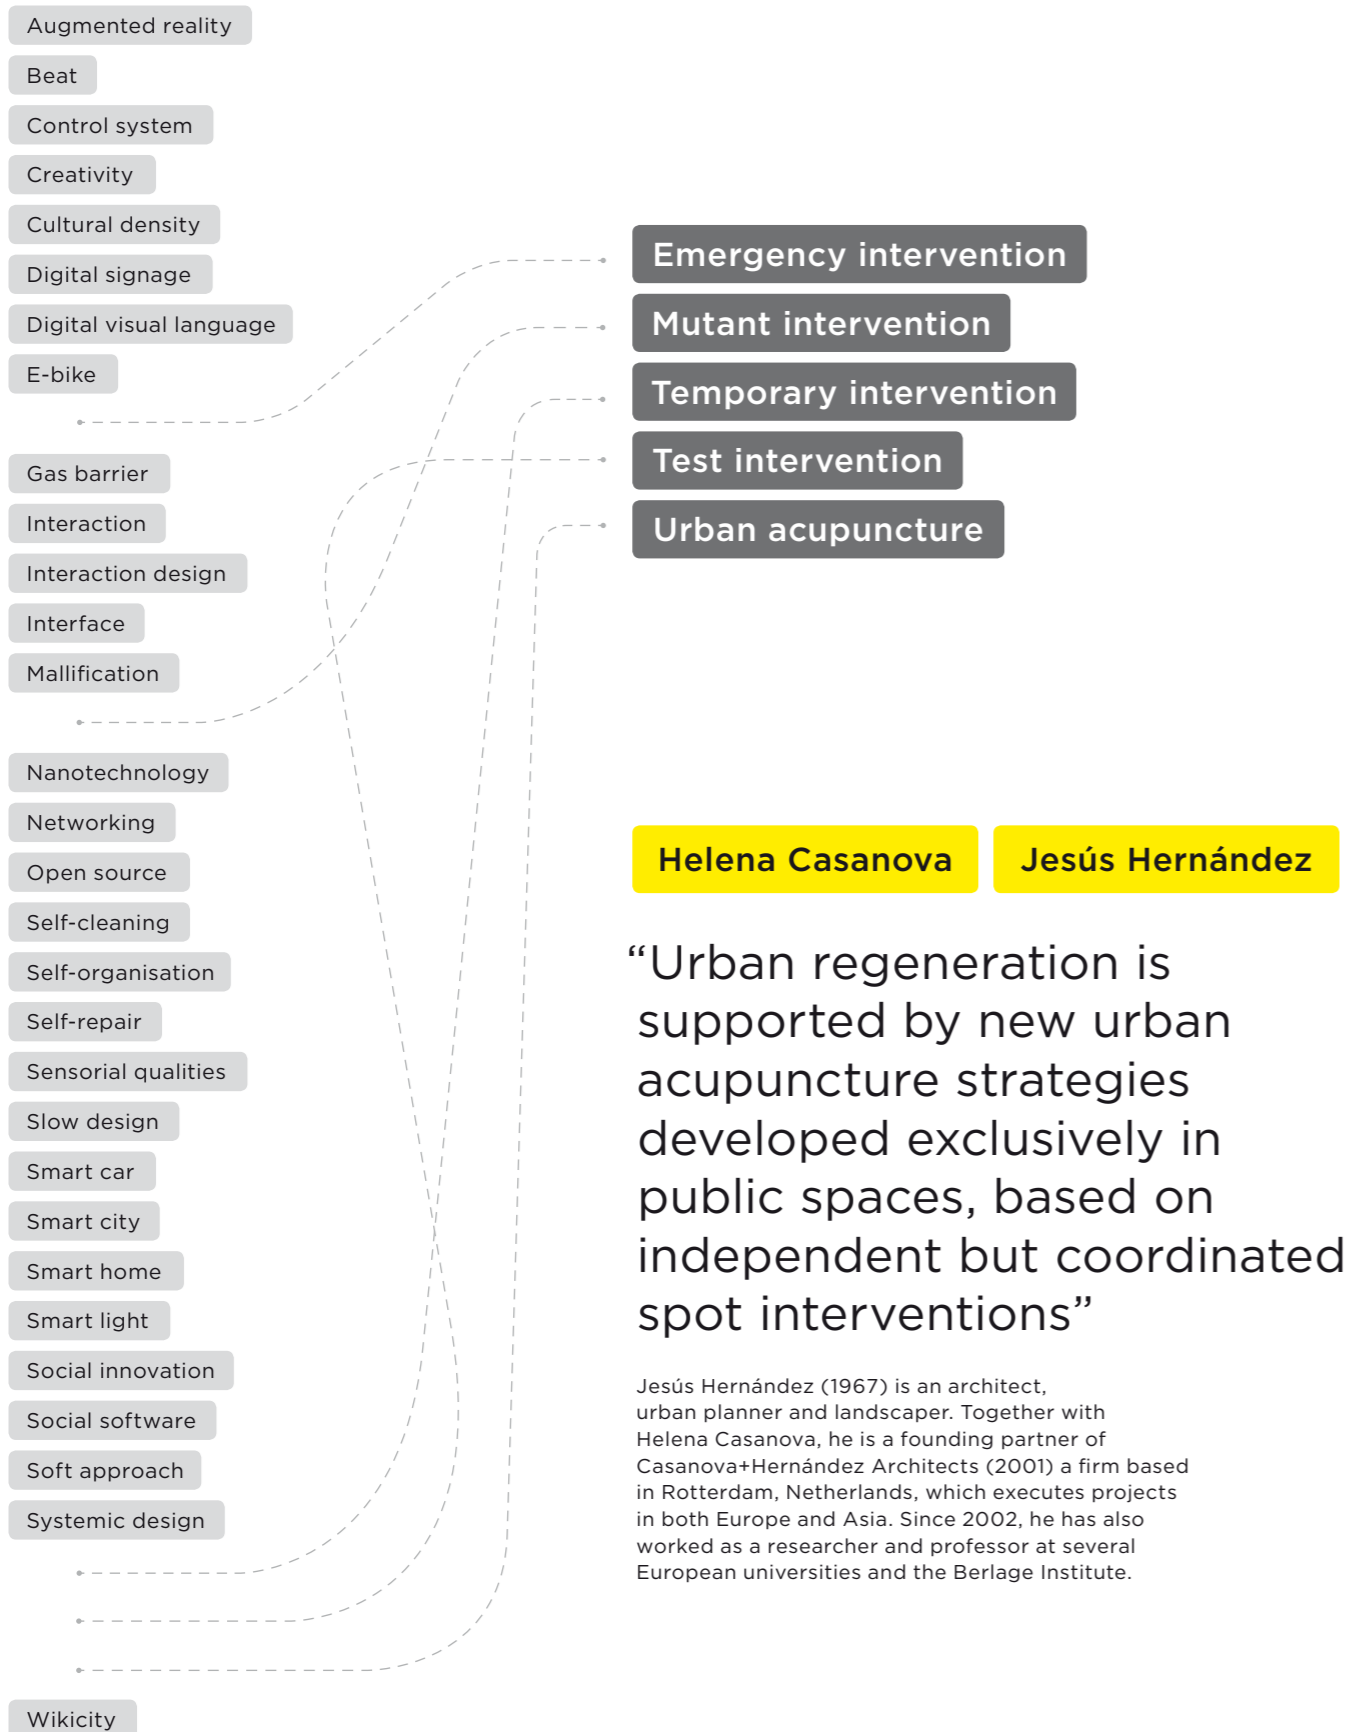 Augmented reality
Beat
Control system
Creativity
Cultural density
Digital signage
Digital visual language
E-bike
Gas barrier
Interaction
Interaction design
Interface
Mallification
Nanotechnology
Networking
Open source
Self-cleaning
Self-organisation
Self-repair
Sensorial qualities
Slow design
Smart car
Smart city
Smart home
Smart light
Social innovation
Social software
Soft approach
Systemic design
Wikicity
Emergency intervention
Mutant intervention
Temporary intervention
Test intervention
Urban acupuncture
Helena Casanova Jesús Hernández
“Urban regeneration is
supported by new urban
acupuncture strategies
developed exclusively in
public spaces, based on
independent but coordinated
spot interventions”
Jesús Hernández (1967) is an architect,
urban planner and landscaper. Together with
Helena Casanova, he is a founding partner of
Casanova+Hernández Architects (2001) a firm based
in Rotterdam, Netherlands, which executes projects
in both Europe and Asia. Since 2002, he has also
worked as a researcher and professor at several
European universities and the Berlage Institute.